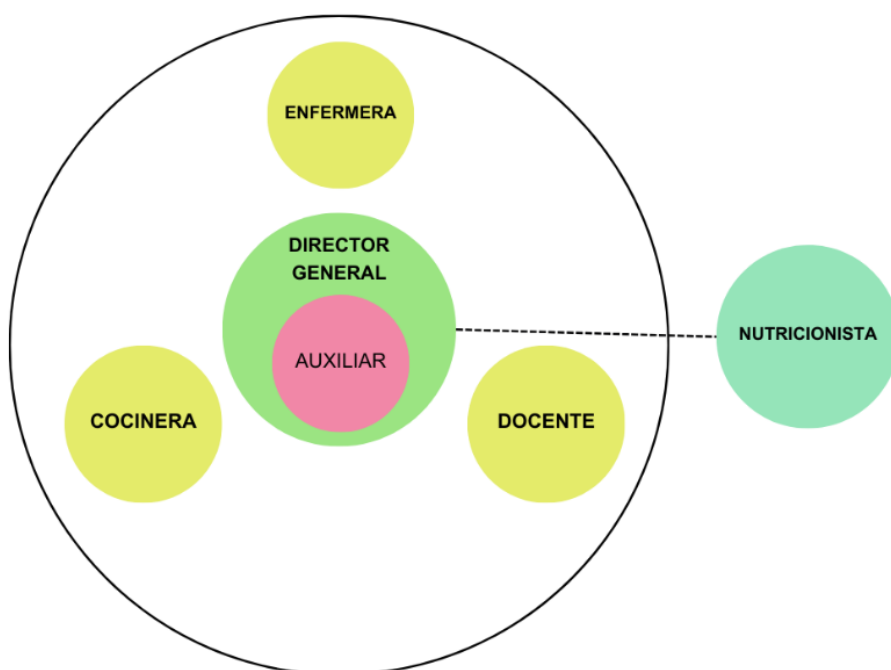 ENFERMERA
DIRECTOR
GENERAL
AUXILIAR
NUTRICIONISTA
COCINERA
DOCENTE